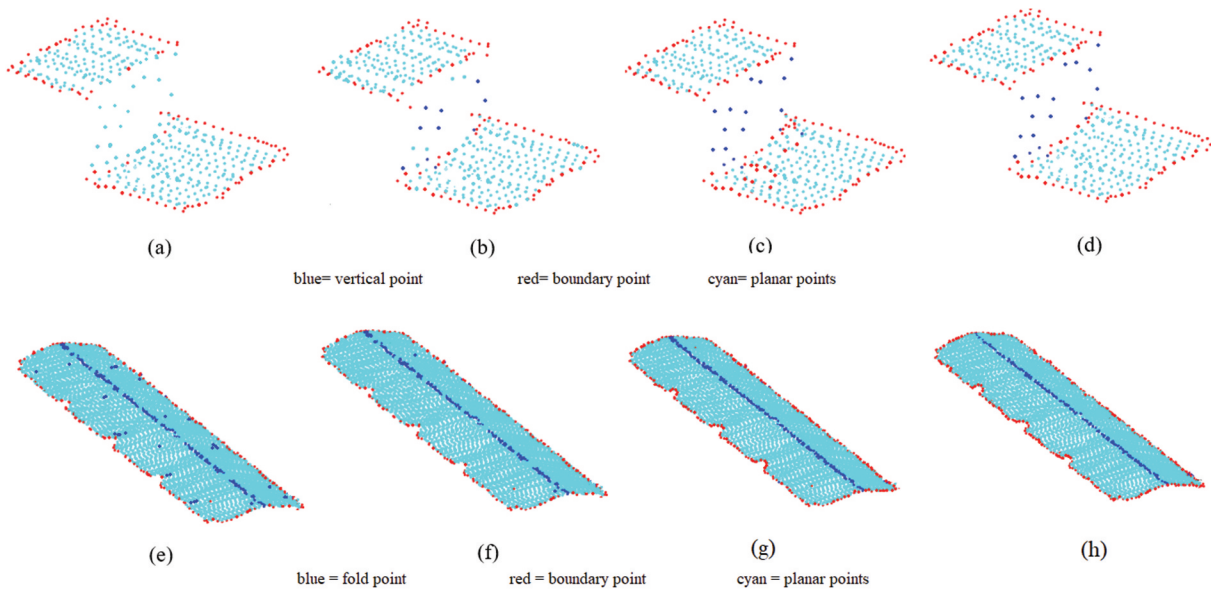 (a) (b) (c) (d)
blue= vertical point red= boundary point cyan= planar points
(e) (f) (g) (h)
blue = fold point red = boundary point cyan = planar points